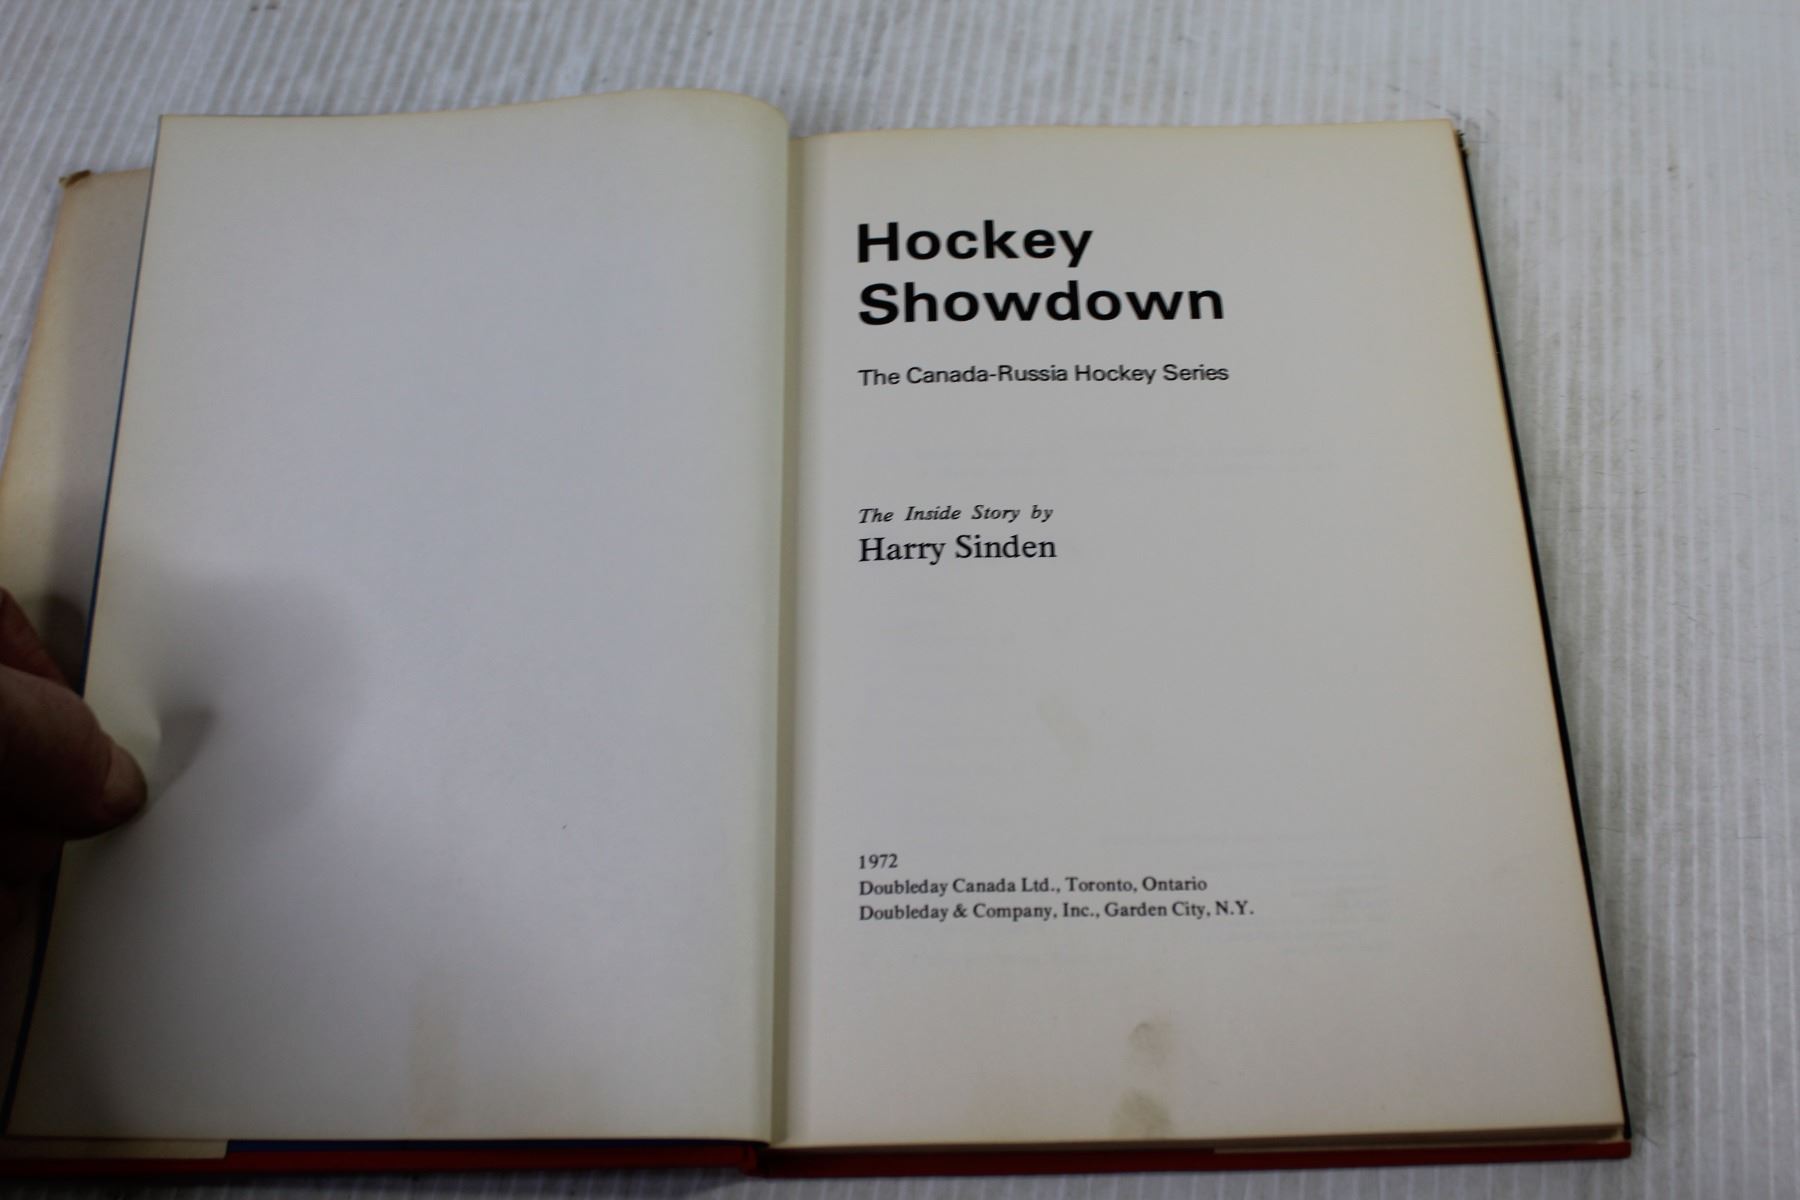 Hockey
Showdown
The Canada-Russia Hockey Series
The Inside Story by
Harry Sinden
1972
Doubleday Canada Ltd., Toronto, Ontario
Doubleday & Company, Inc., Garden City, N.Y.